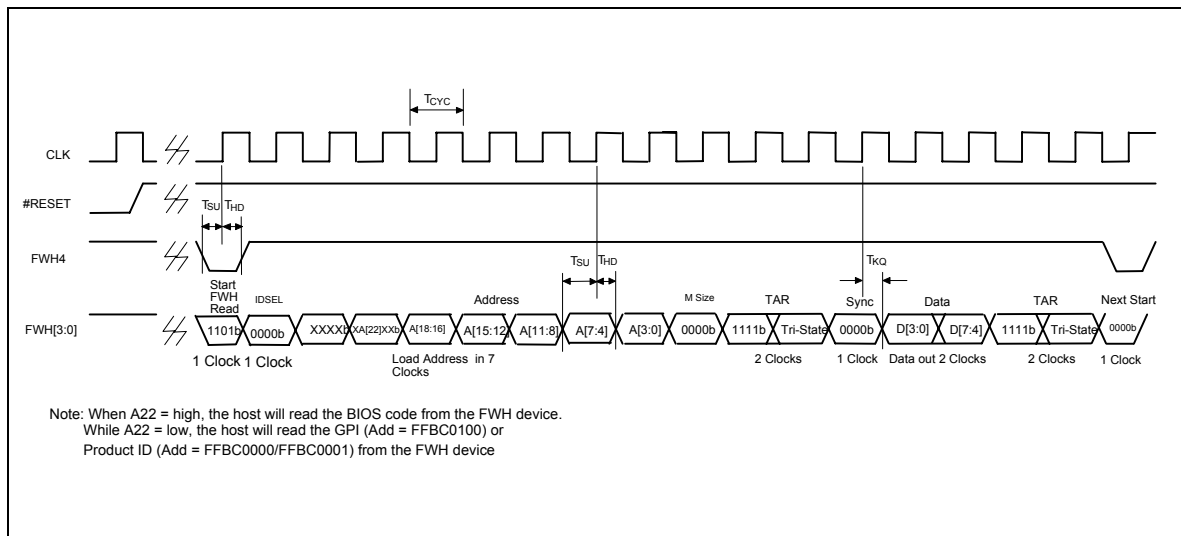 TCYC
CLK
#RESET
TSU THD
FWH4
TSU THD
TKQ
Start
FWH
Read
IDSEL
Address
M Size
TAR
Sync
Data
TAR
Next Start
FWH[3:0]
1101b 0000b XXXXb XA[22]XXb A[18:16] A[15:12] A[11:8] A[7:4] A[3:0] 0000b 1111b Tri-State 0000b D[3:0] D[7:4] 1111b Tri-State 0000b
1 Clock 1 Clock
Load Address in 7
Clocks
2 Clocks
1 Clock
Data out 2 Clocks
2 Clocks
1 Clock
Note: When A22 = high, the host will read the BIOS code from the FWH device.
While A22 = low, the host will read the GPI (Add = FFBC0100) or
Product ID (Add = FFBC0000/FFBC0001) from the FWH device